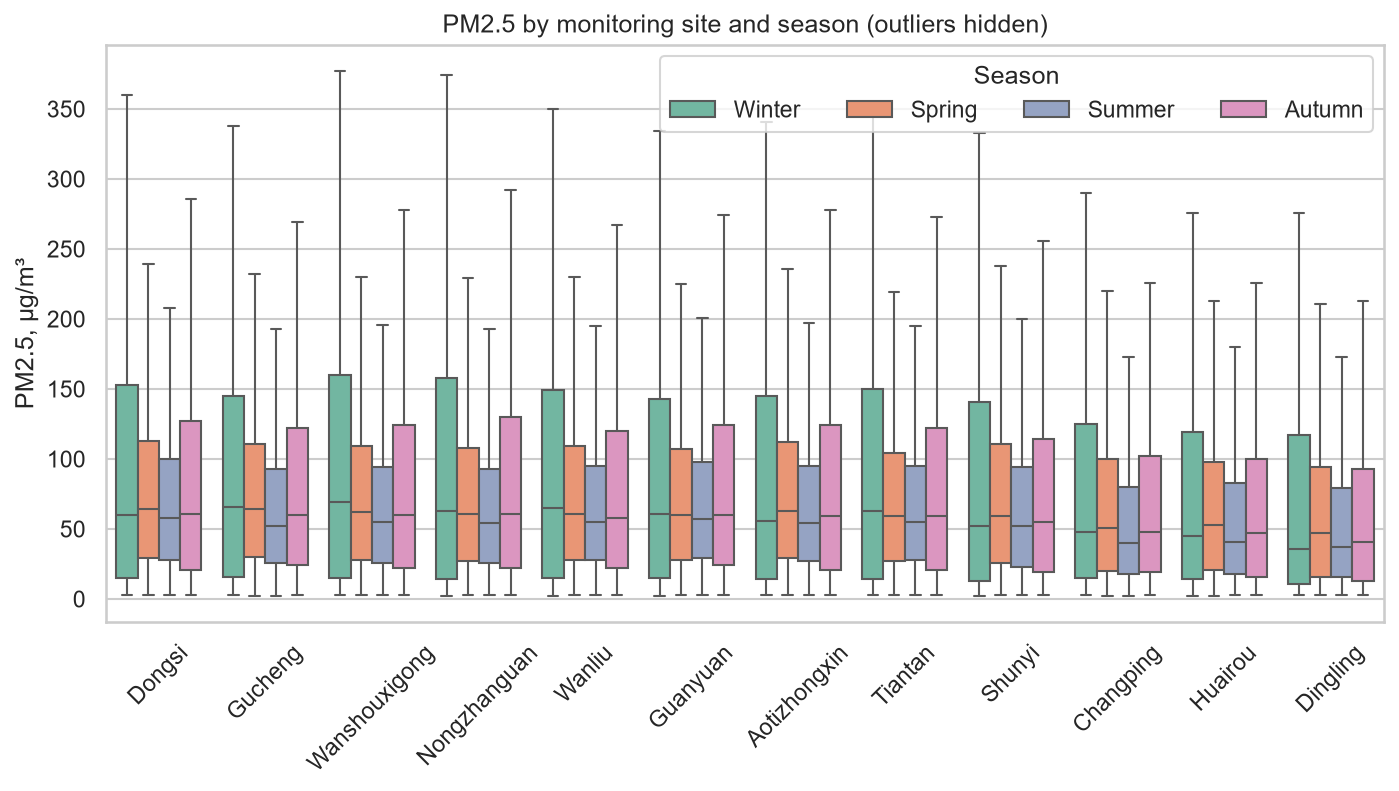 PM2.5 by monitoring site and season (outliers hidden)
Season
Winter Spring Summer Autumn
PM2.5, µg/m³
350
300
250
200
150
100
50
0
Dongsi
Gucheng
Wanshouxigong
Nongzhanguan
Wanliu
Guanyuan
Aotizhongxin
Tiantan
Shunyi
Changping
Huairou
Dingling